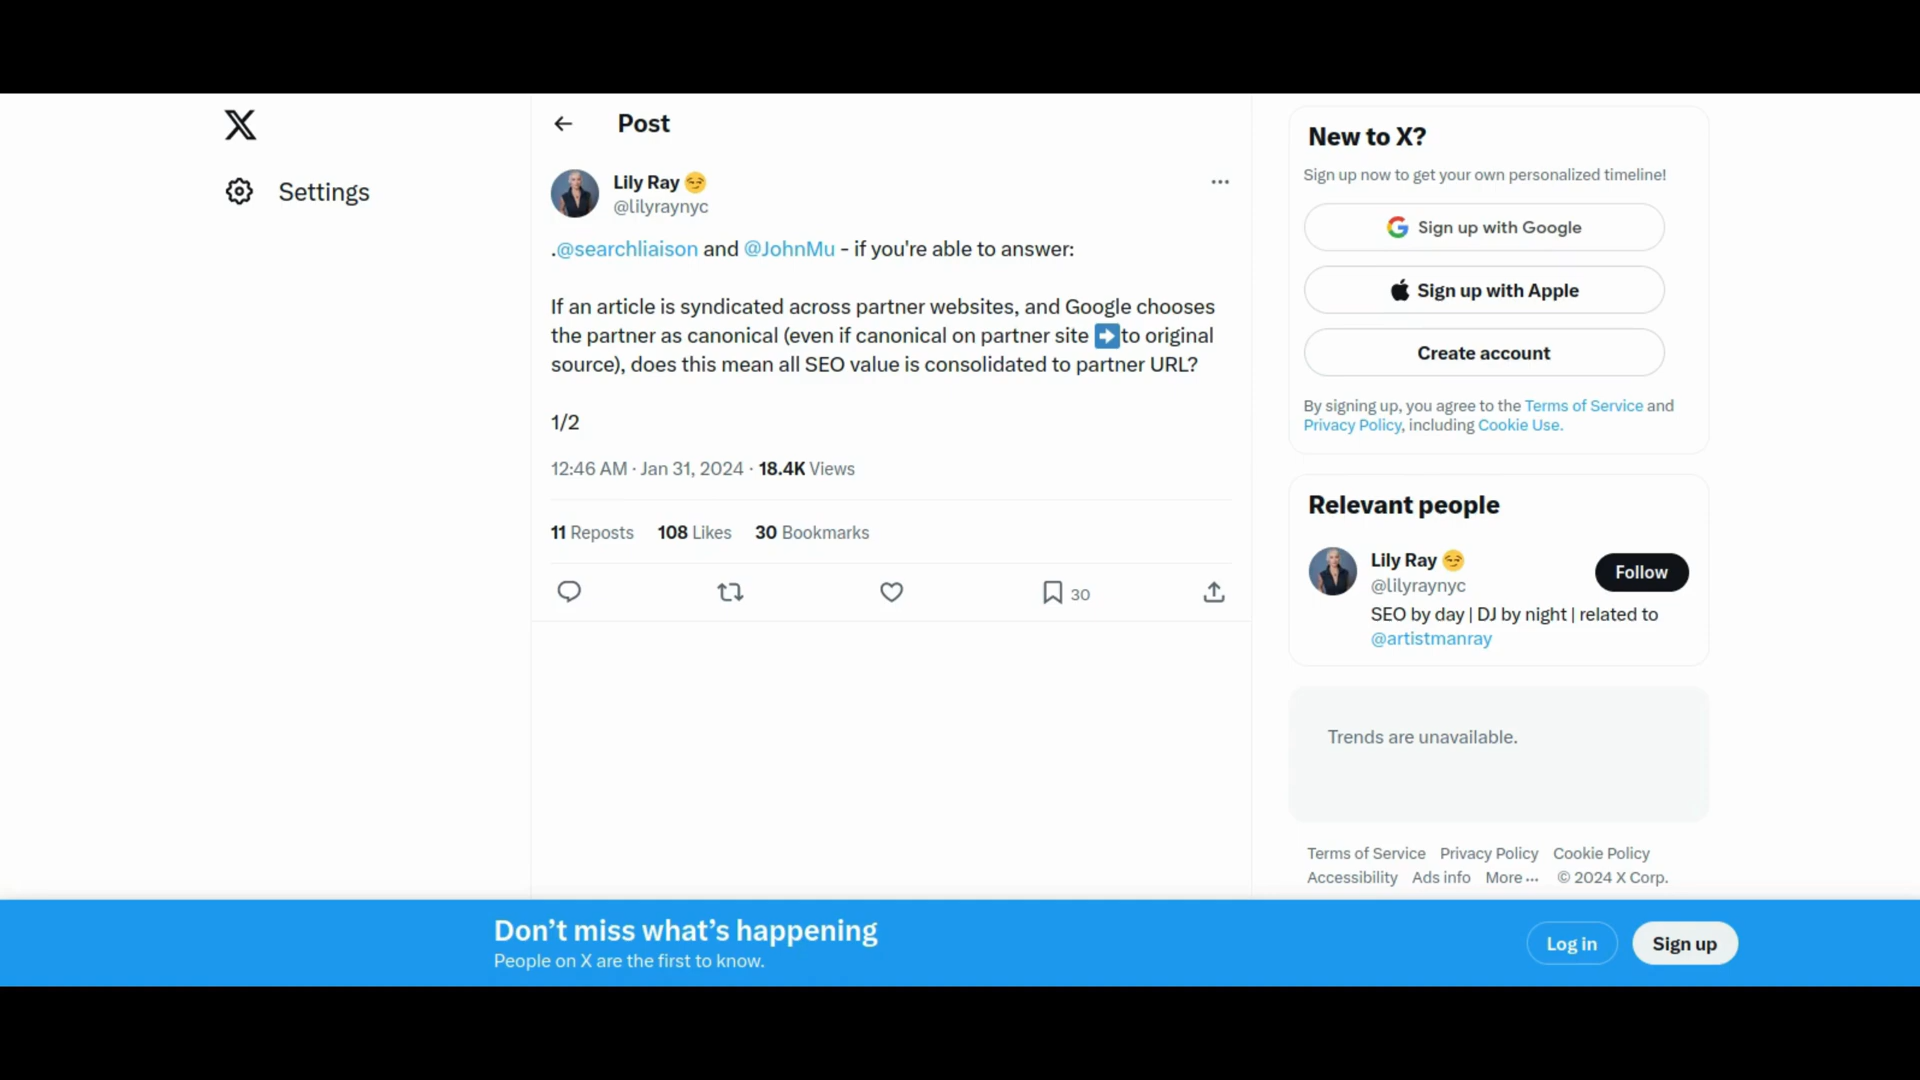 Post
Settings
Lily Ray 😏
@lilyraynyc
.@searchliaison and @JohnMu - if you're able to answer:
If an article is syndicated across partner websites, and Google chooses
the partner as canonical (even if canonical on partner site ➡️to original
source), does this mean all SEO value is consolidated to partner URL?
1/2
12:46 AM · Jan 31, 2024 · 18.4K Views
11 Reposts 108 Likes 30 Bookmarks
30
New to X?
Sign up now to get your own personalized timeline!
Sign up with Google
Sign up with Apple
Create account
By signing up, you agree to the Terms of Service and
Privacy Policy, including Cookie Use.
Relevant people
Lily Ray 😏
@lilyraynyc
Follow
SEO by day | DJ by night | related to
@artistmanray
Trends are unavailable.
Terms of Service Privacy Policy Cookie Policy
Accessibility Ads info More ··· © 2024 X Corp.
Don’t miss what’s happening
People on X are the first to know.
Log in
Sign up